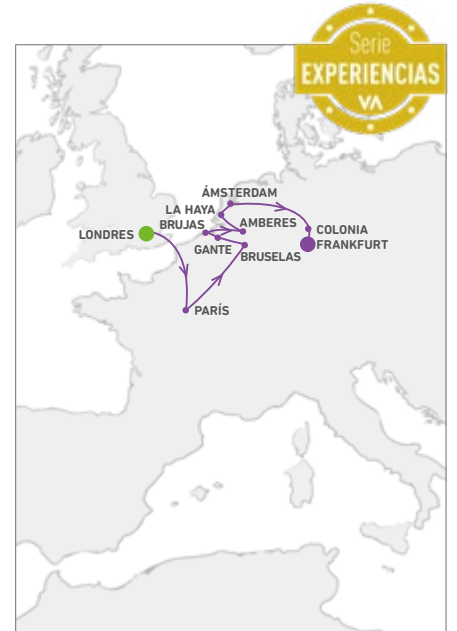 Serie
EXPERIENCIAS
VA
ÁMSTERDAM
LA HAYA
BRUJAS
AMBERES
LONDRES
COLONIA
GANTE
FRANKFURT
BRUSELAS
PARÍS